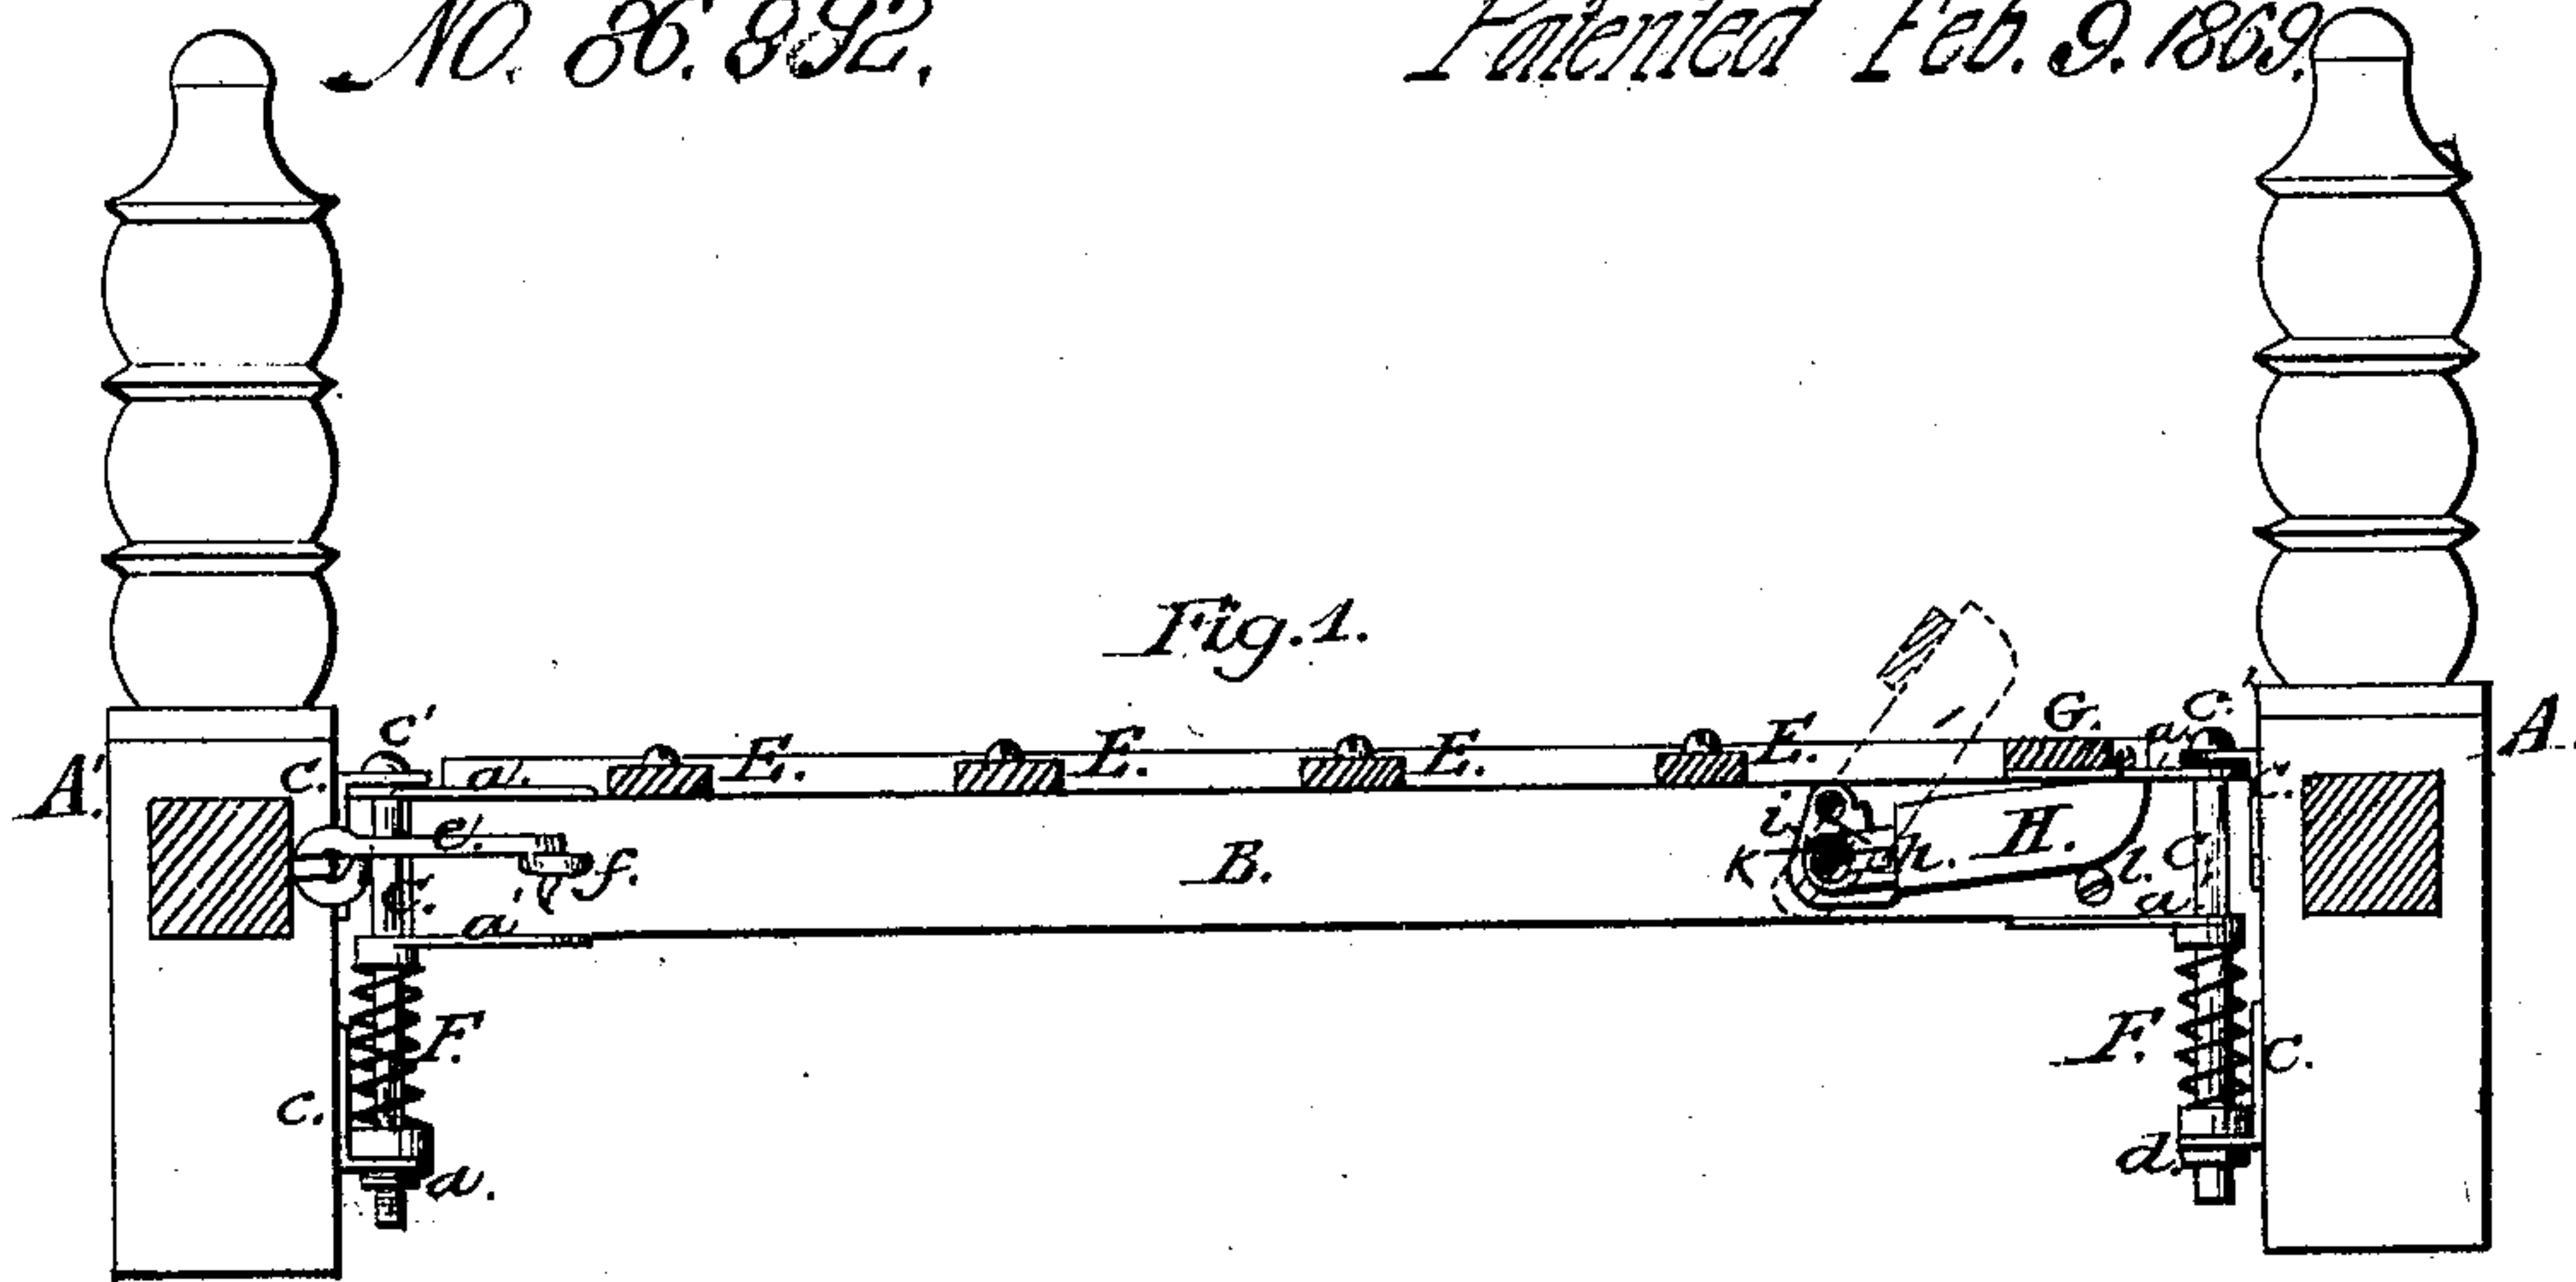 No. 86.892.
Patented Feb. 9. 1869.
Fig. 1.
c' G. a. C.
A. E. E. E. E. A.
C. a'.
e. i H.
B. k h. l. C
f.
C. a' a
F. F. C.
c.
a. d.